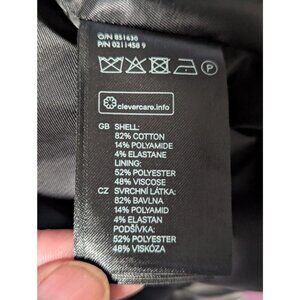 O/N 851630
P/N 0211458 9
P
clevercare.info
GB SHELL:
82% COTTON
14% POLYAMIDE
4% ELASTANE
LINING:
52% POLYESTER
48% VISCOSE
CZ SVRCHNÍ LÁTKA:
82% BAVLNA
14% POLYAMID
4% ELASTAN
PODŠÍVKA:
52% POLYESTER
48% VISKÓZA